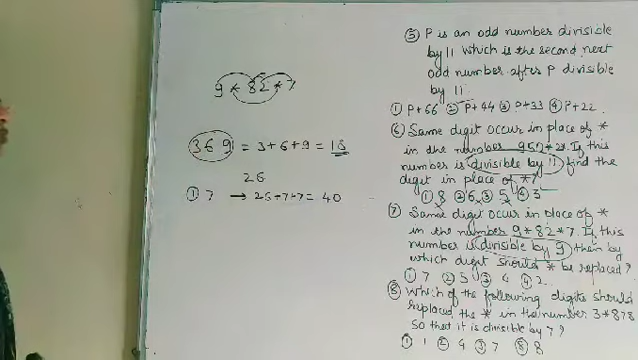 9 * 82 * 7
369 = 3+6+9 = 18
26
① 7 → 26+7+7 = 40
⑤ P is an odd number divisible
by 11 which is the second next
odd number after P divisible
by 11
① P+66 ② P+44 ③ P+33 ④ P+22
⑥ Same digit occur in place of *
in the number If this
number is divisible by 11 find the
digit in place of *?
① 8 ② 6 ③ 5 ④ 3
⑦ Same digit occur in place of *
in the number 9*82*7. If this
number is divisible by 9 then by
which digit should * be replaced?
① 7 ② 5 ③ 4 ④ 2
⑧ Which of the following digits should
replaced the * in the number 3*878
so that it is divisible by 7?
① 1 ② 4 ③ 7 8